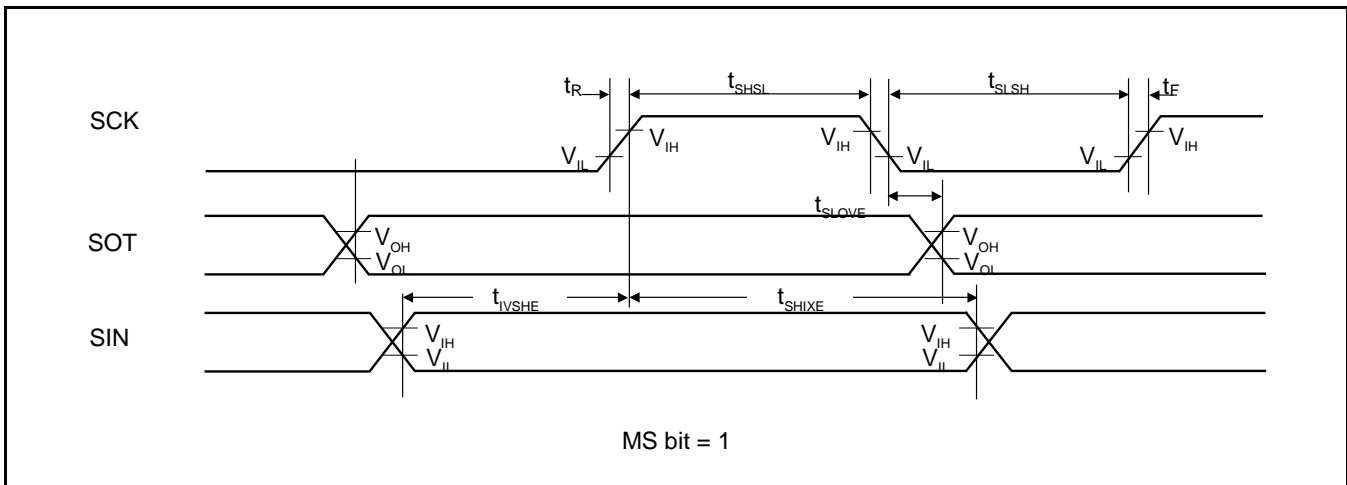 tR tSHSL tSLSH tF
SCK
VIH VIH VIH
VIL VIL VIL
tSLOVE
SOT
VOH VOH
VOL VOL
tIVSHE tSHIXE
SIN
VIH VIH
VIL VIL
MS bit = 1